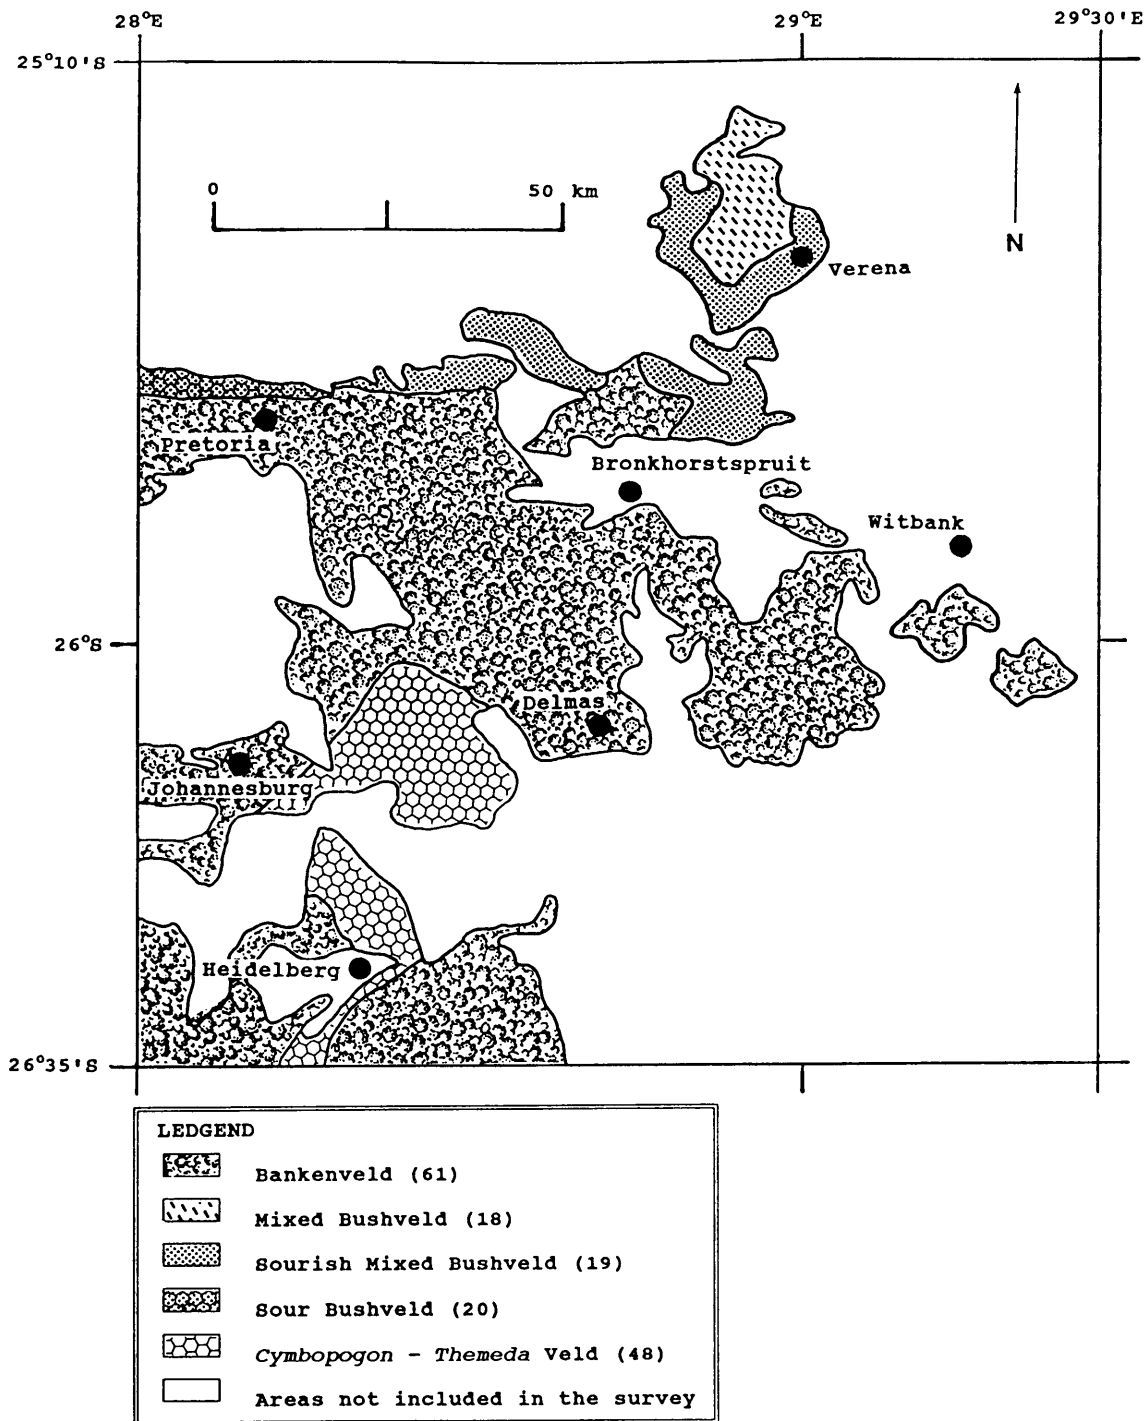 28°E
29°E
29°30'E
25°10'S
0
50 km
N
Verena
Pretoria
Bronkhorstspruit
Witbank
26°S
Delmas
Johannesburg
Heidelberg
26°35'S
LEDGEND
Bankenveld (61)
Mixed Bushveld (18)
Sourish Mixed Bushveld (19)
Sour Bushveld (20)
Cymbopogon - Themeda Veld (48)
Areas not included in the survey